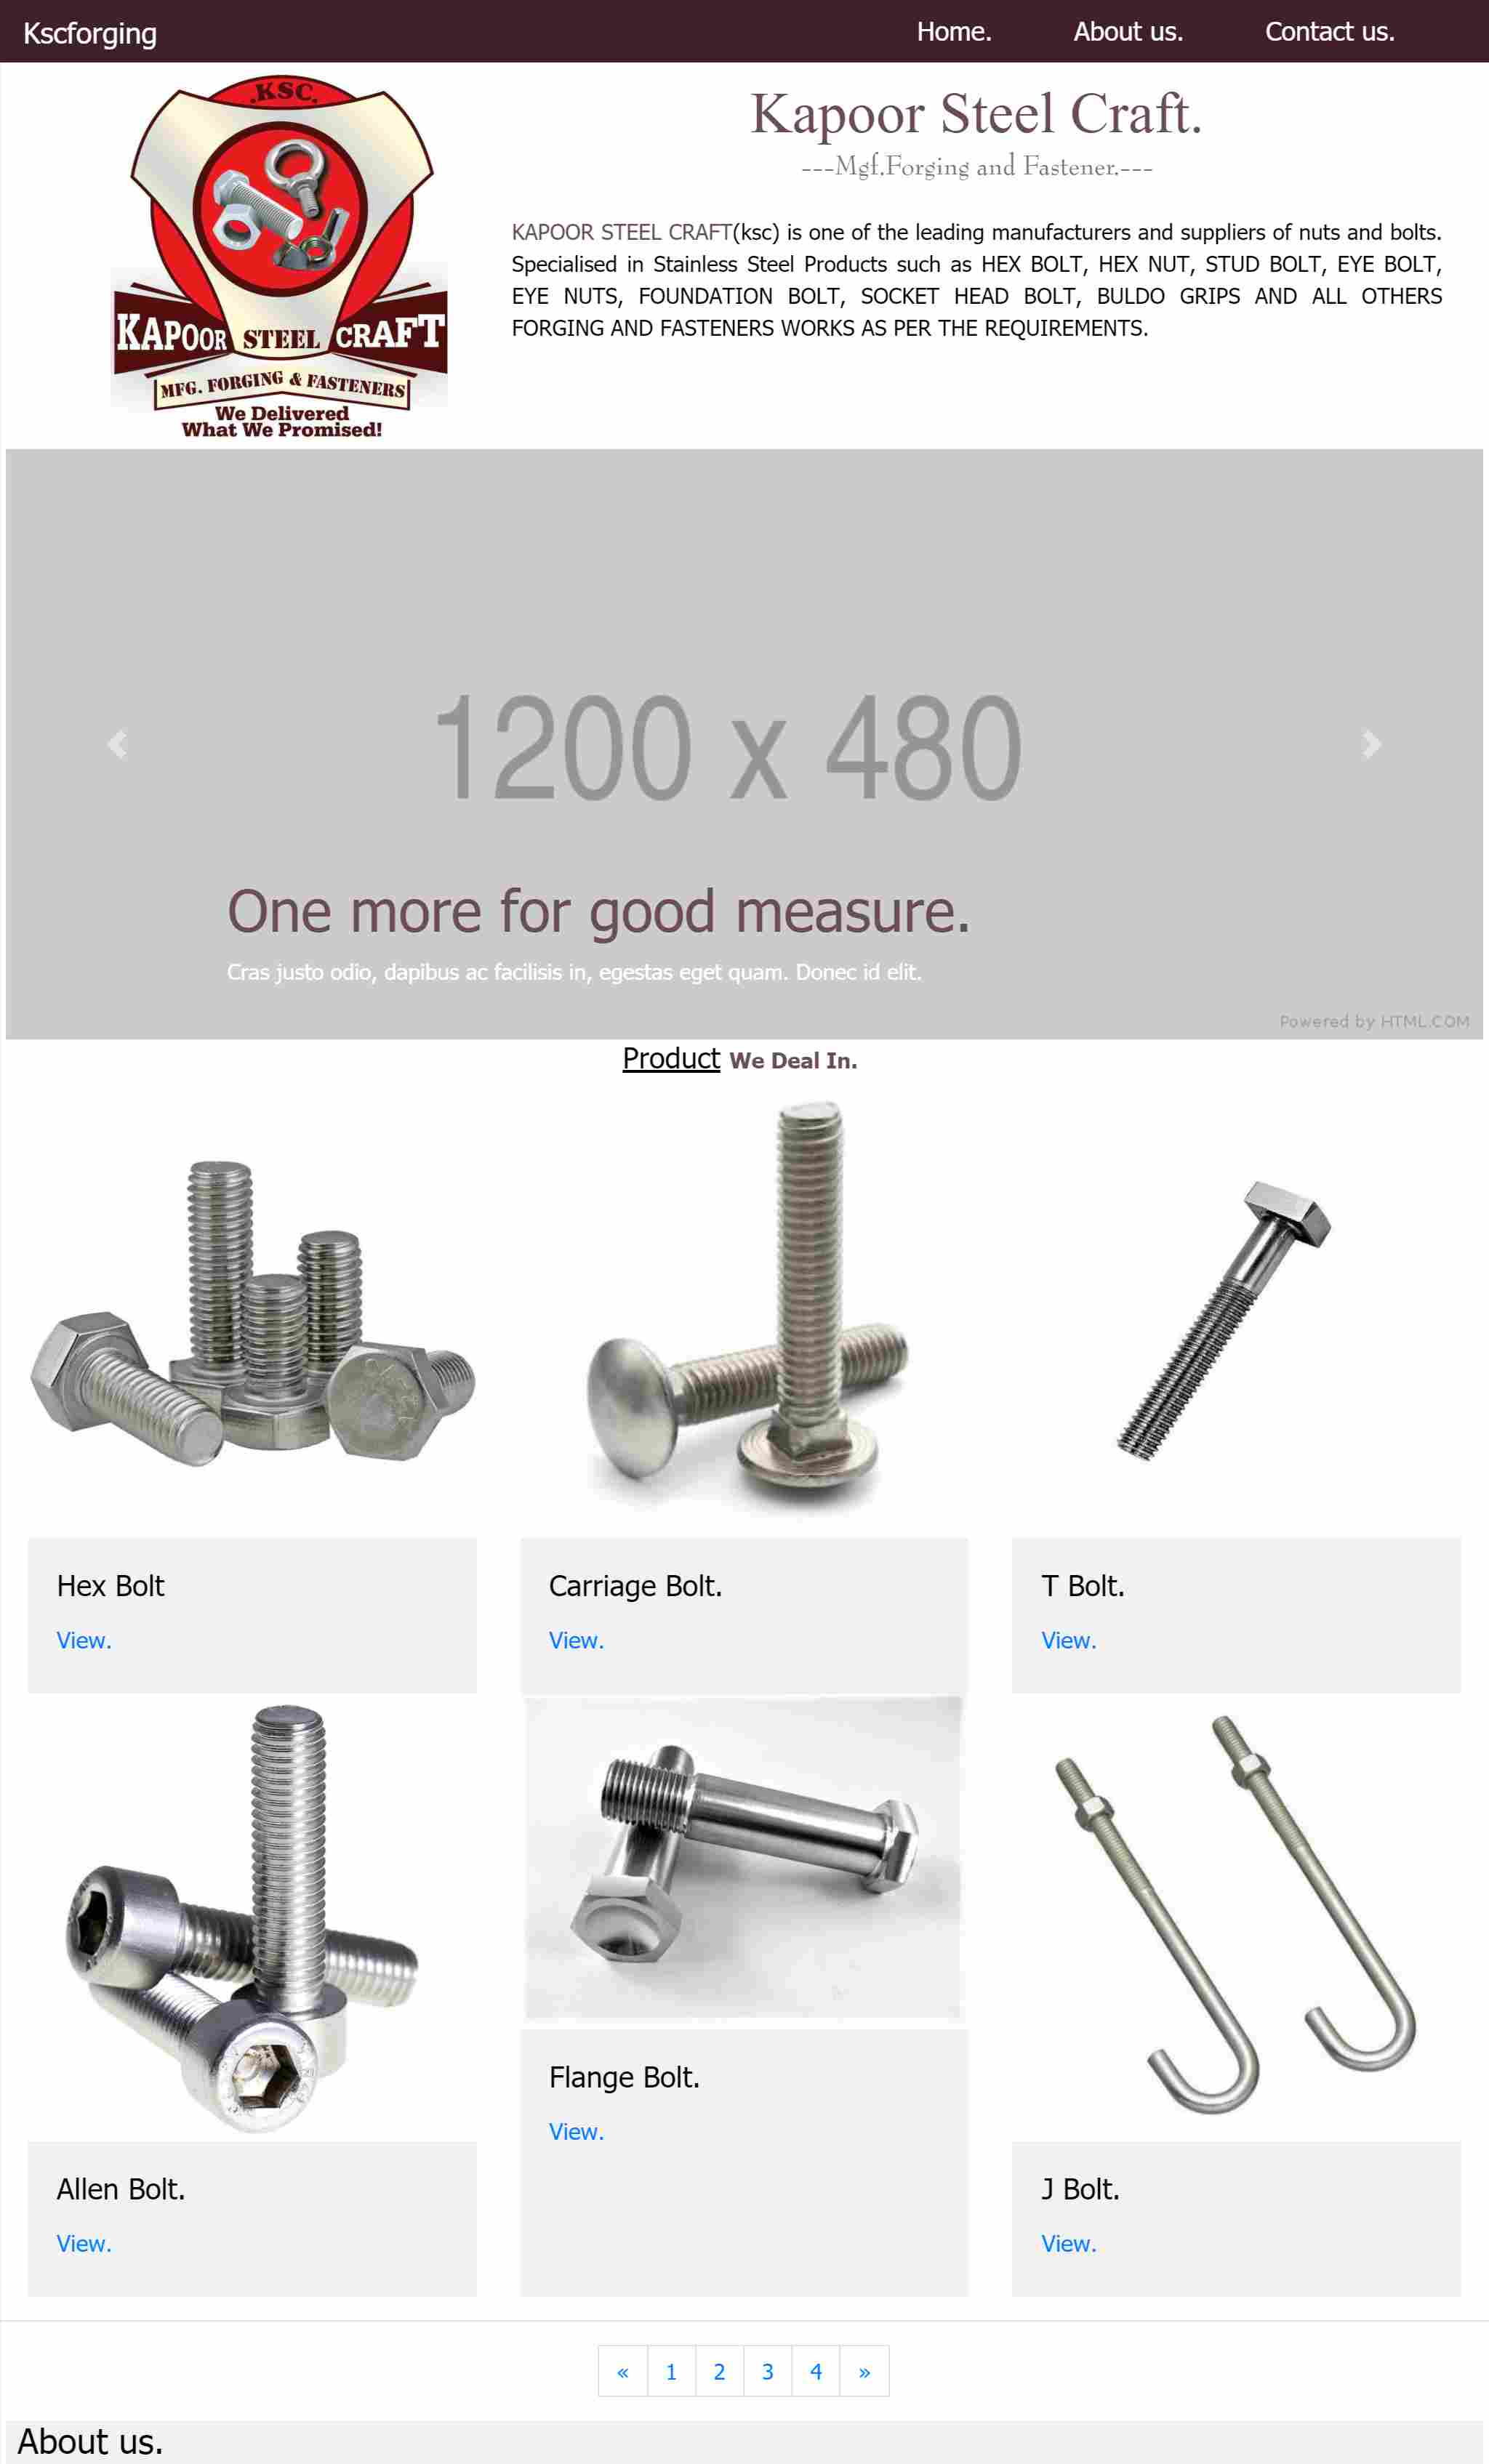 Kscforging
Home. About us. Contact us.
.KSC.
KAPOOR STEEL CRAFT
MFG. FORGING & FASTENERS
We Delivered
What We Promised!
Kapoor Steel Craft.
---Mgf.Forging and Fastener.---
KAPOOR STEEL CRAFT(ksc) is one of the leading manufacturers and suppliers of nuts and bolts.
Specialised in Stainless Steel Products such as HEX BOLT, HEX NUT, STUD BOLT, EYE BOLT,
EYE NUTS, FOUNDATION BOLT, SOCKET HEAD BOLT, BULDO GRIPS AND ALL OTHERS
FORGING AND FASTENERS WORKS AS PER THE REQUIREMENTS.
1200 x 480
One more for good measure.
Cras justo odio, dapibus ac facilisis in, egestas eget quam. Donec id elit.
Powered by HTML.COM
Product We Deal In.
Hex Bolt
View.
Carriage Bolt.
View.
T Bolt.
View.
Allen Bolt.
View.
Flange Bolt.
View.
J Bolt.
View.
« 1 2 3 4 »
About us.